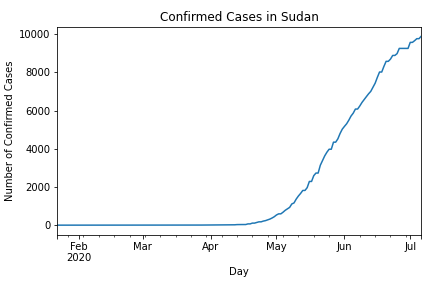 Confirmed Cases in Sudan
Number of Confirmed Cases
10000
8000
6000
4000
2000
0
Feb
2020
Mar
Apr
May
Jun
Jul
Day